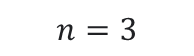 n = 3